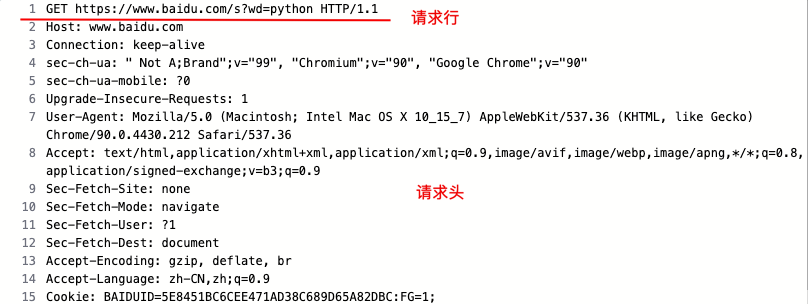 1 GET https://www.baidu.com/s?wd=python HTTP/1.1 请求行
2 Host: www.baidu.com
3 Connection: keep-alive
4 sec-ch-ua: " Not A;Brand";v="99", "Chromium";v="90", "Google Chrome";v="90"
5 sec-ch-ua-mobile: ?0
6 Upgrade-Insecure-Requests: 1
7 User-Agent: Mozilla/5.0 (Macintosh; Intel Mac OS X 10_15_7) AppleWebKit/537.36 (KHTML, like Gecko)
Chrome/90.0.4430.212 Safari/537.36
8 Accept: text/html,application/xhtml+xml,application/xml;q=0.9,image/avif,image/webp,image/apng,*/*;q=0.8,
application/signed-exchange;v=b3;q=0.9
9 Sec-Fetch-Site: none 请求头
10 Sec-Fetch-Mode: navigate
11 Sec-Fetch-User: ?1
12 Sec-Fetch-Dest: document
13 Accept-Encoding: gzip, deflate, br
14 Accept-Language: zh-CN,zh;q=0.9
15 Cookie: BAIDUID=5E8451BC6CEE471AD38C689D65A82DBC:FG=1;